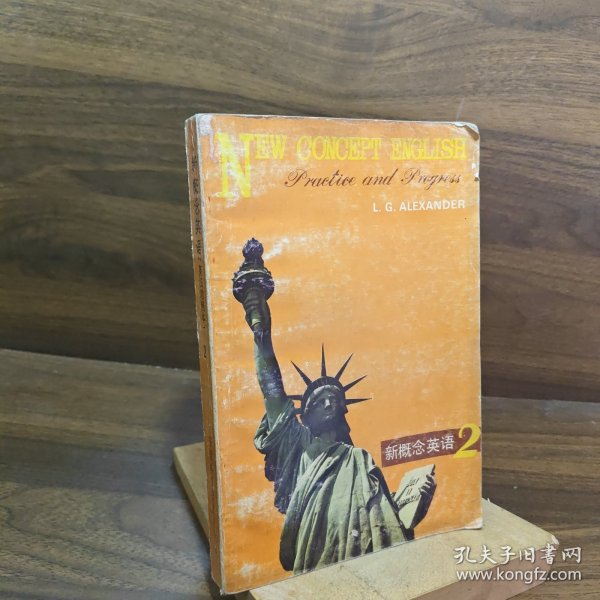 NEW CONCEPT ENGLISH
Practice and Progress
L. G. ALEXANDER
新概念英语 2
孔夫子旧书网
www.kongfz.com